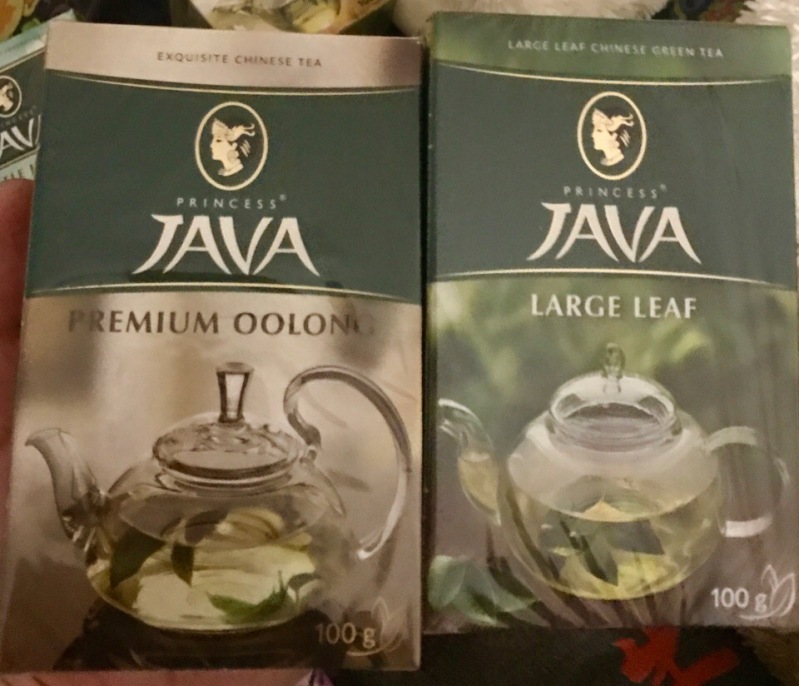 EXQUISITE CHINESE TEA
PRINCESS®
JAVA
PREMIUM OOLONG
100 g
LARGE LEAF CHINESE GREEN TEA
PRINCESS®
JAVA
LARGE LEAF
100 g